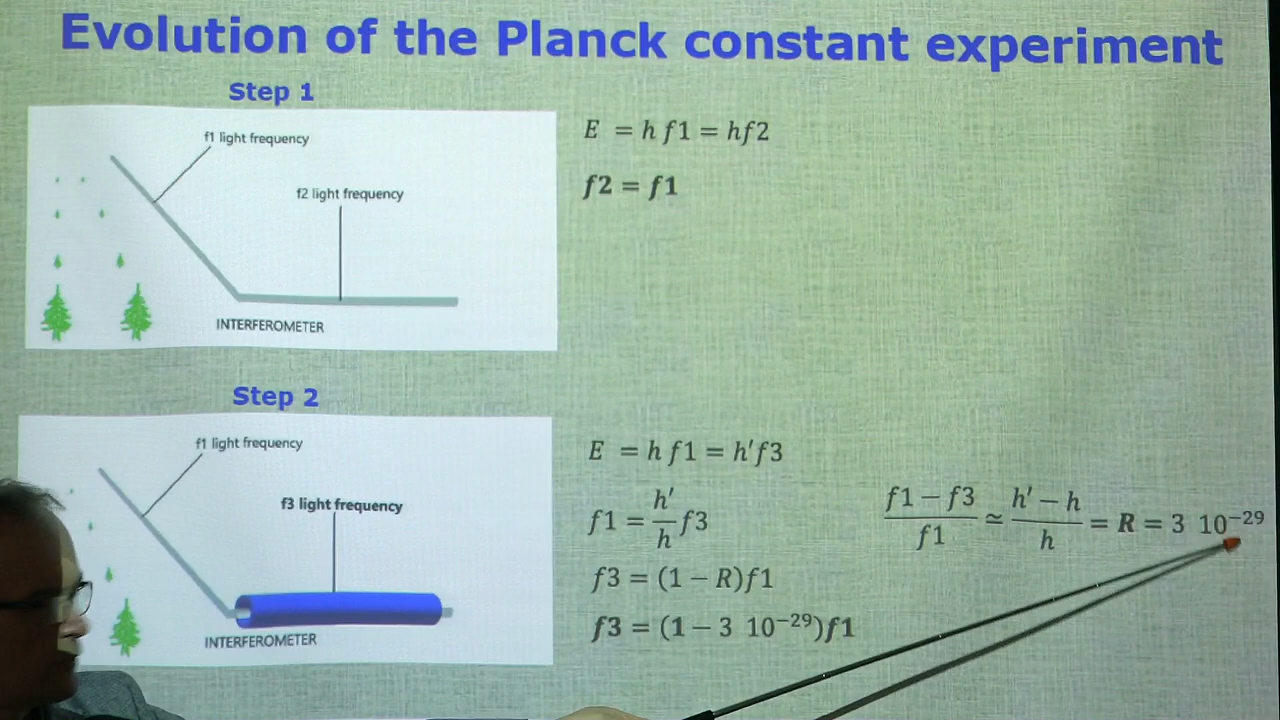 Evolution of the Planck constant experiment
Step 1
f1 light frequency
f2 light frequency
INTERFEROMETER
E = h f1 = hf2
f2 = f1
Step 2
f1 light frequency
f3 light frequency
INTERFEROMETER
E = h f1 = h′f3
f1 = h′/h f3
f3 = (1 − R)f1
f3 = (1 − 3 10⁻²⁹)f1
f1 − f3/f1 ≃ h′ − h/h = R = 3 10⁻²⁹